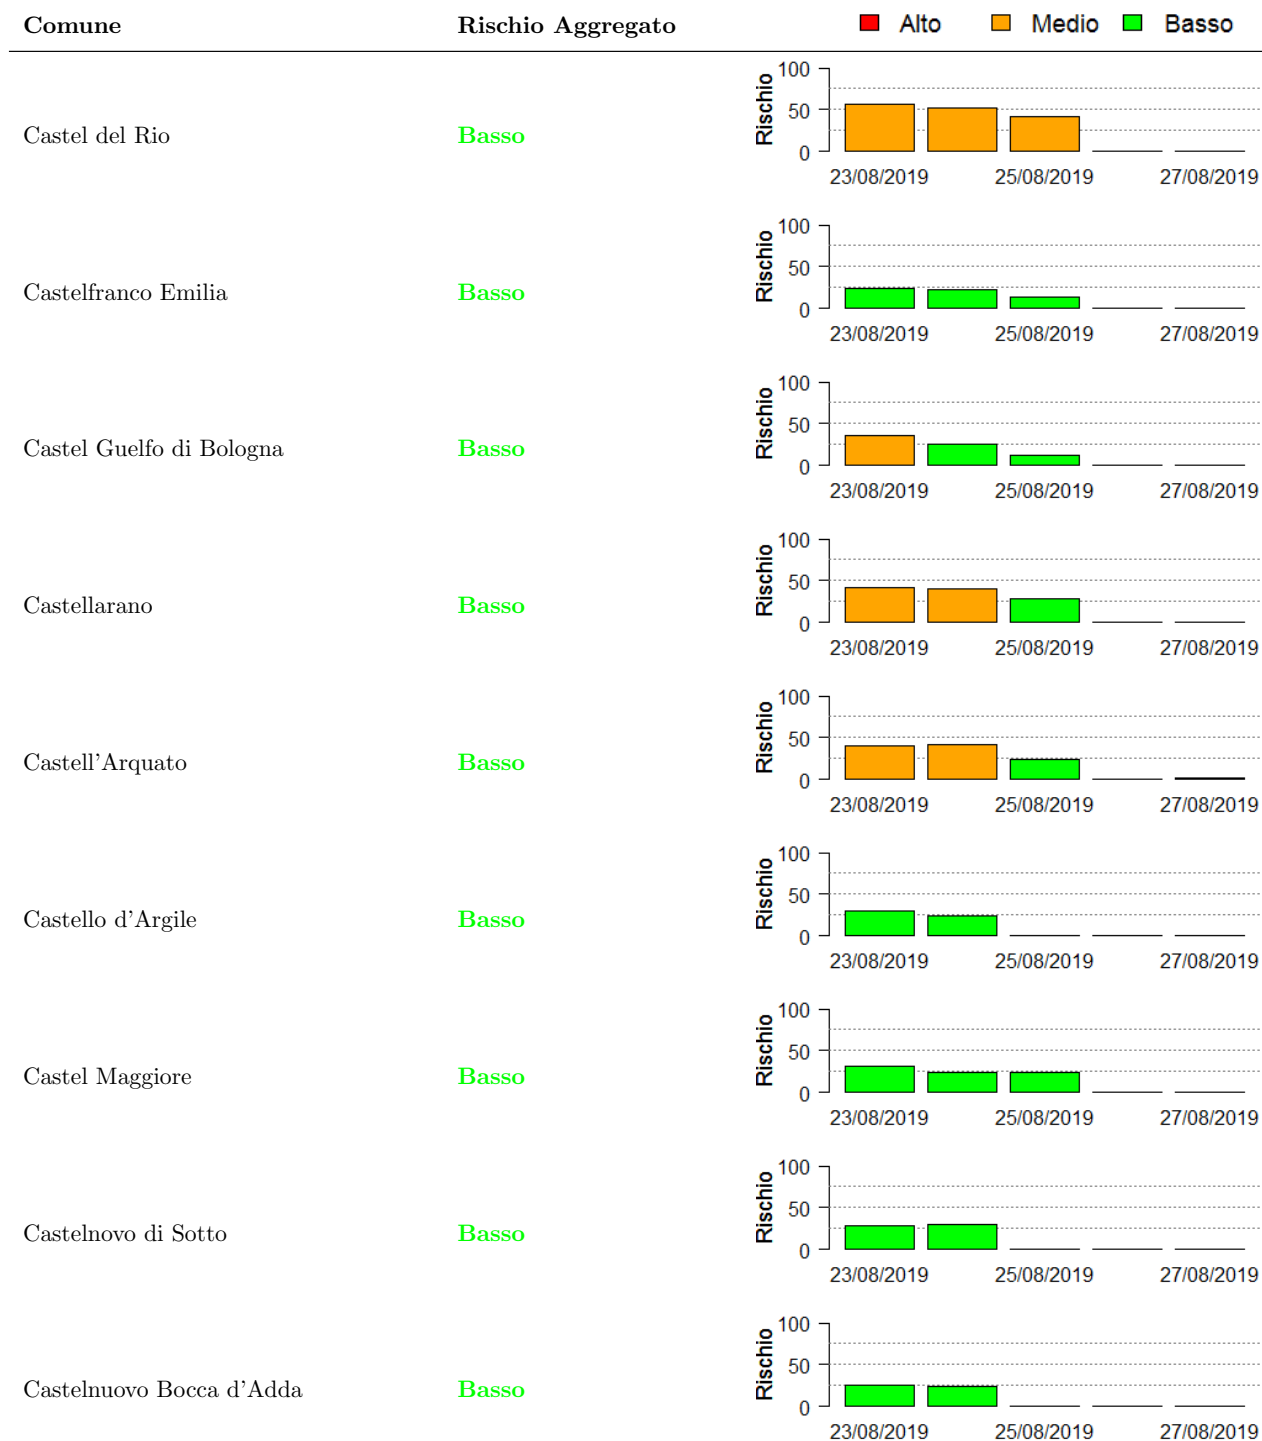 Comune Rischio Aggregato Alto Medio Basso
100
50
0
Rischio
Castel del Rio Basso
23/08/2019 25/08/2019 27/08/2019
100
50
0
Rischio
Castelfranco Emilia Basso
23/08/2019 25/08/2019 27/08/2019
100
50
0
Rischio
Castel Guelfo di Bologna Basso
23/08/2019 25/08/2019 27/08/2019
100
50
0
Rischio
Castellarano Basso
23/08/2019 25/08/2019 27/08/2019
100
50
0
Rischio
Castell'Arquato Basso
23/08/2019 25/08/2019 27/08/2019
100
50
0
Rischio
Castello d'Argile Basso
23/08/2019 25/08/2019 27/08/2019
100
50
0
Rischio
Castel Maggiore Basso
23/08/2019 25/08/2019 27/08/2019
100
50
0
Rischio
Castelnovo di Sotto Basso
23/08/2019 25/08/2019 27/08/2019
100
50
0
Rischio
Castelnuovo Bocca d'Adda Basso
23/08/2019 25/08/2019 27/08/2019